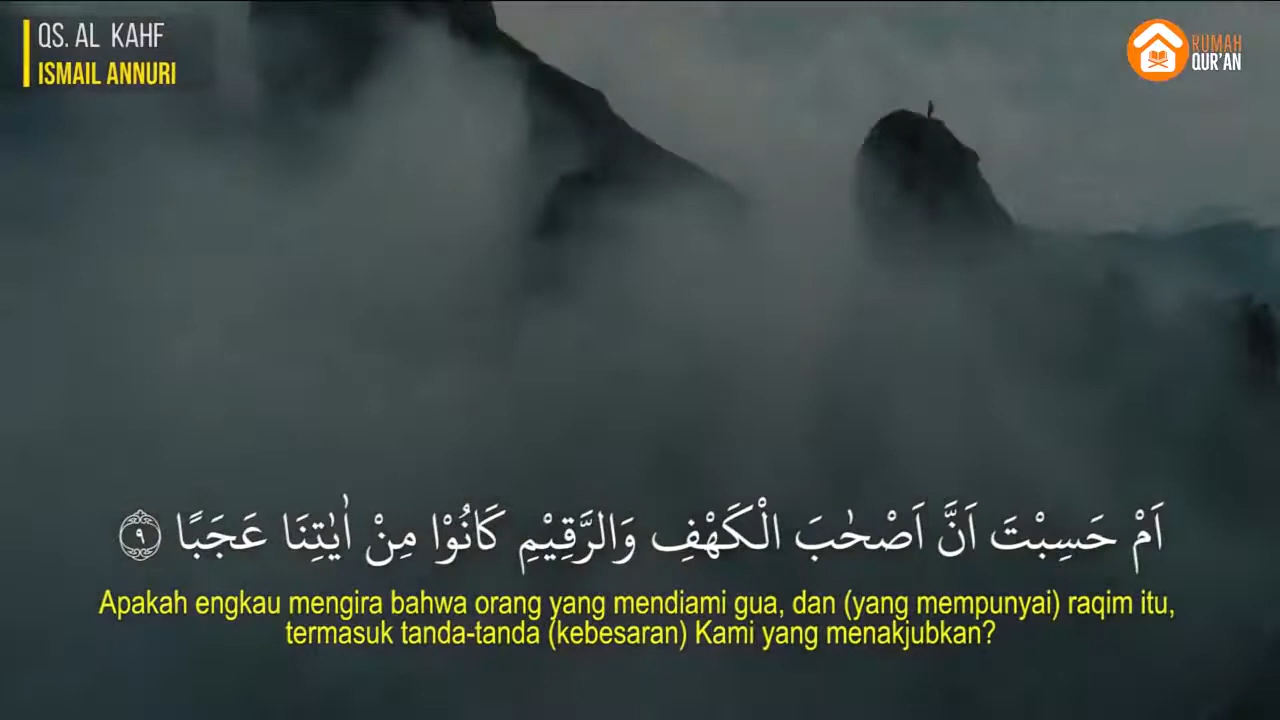 QS. AL KAHF
ISMAIL ANNURI
RUMAH
QUR'AN
اَمْ حَسِبْتَ اَنَّ اَصْحٰبَ الْكَهْفِ وَالرَّقِيْمِ كَانُوْا مِنْ اٰيٰتِنَا عَجَبًا ٩
Apakah engkau mengira bahwa orang yang mendiami gua, dan (yang mempunyai) raqim itu,
termasuk tanda-tanda (kebesaran) Kami yang menakjubkan?